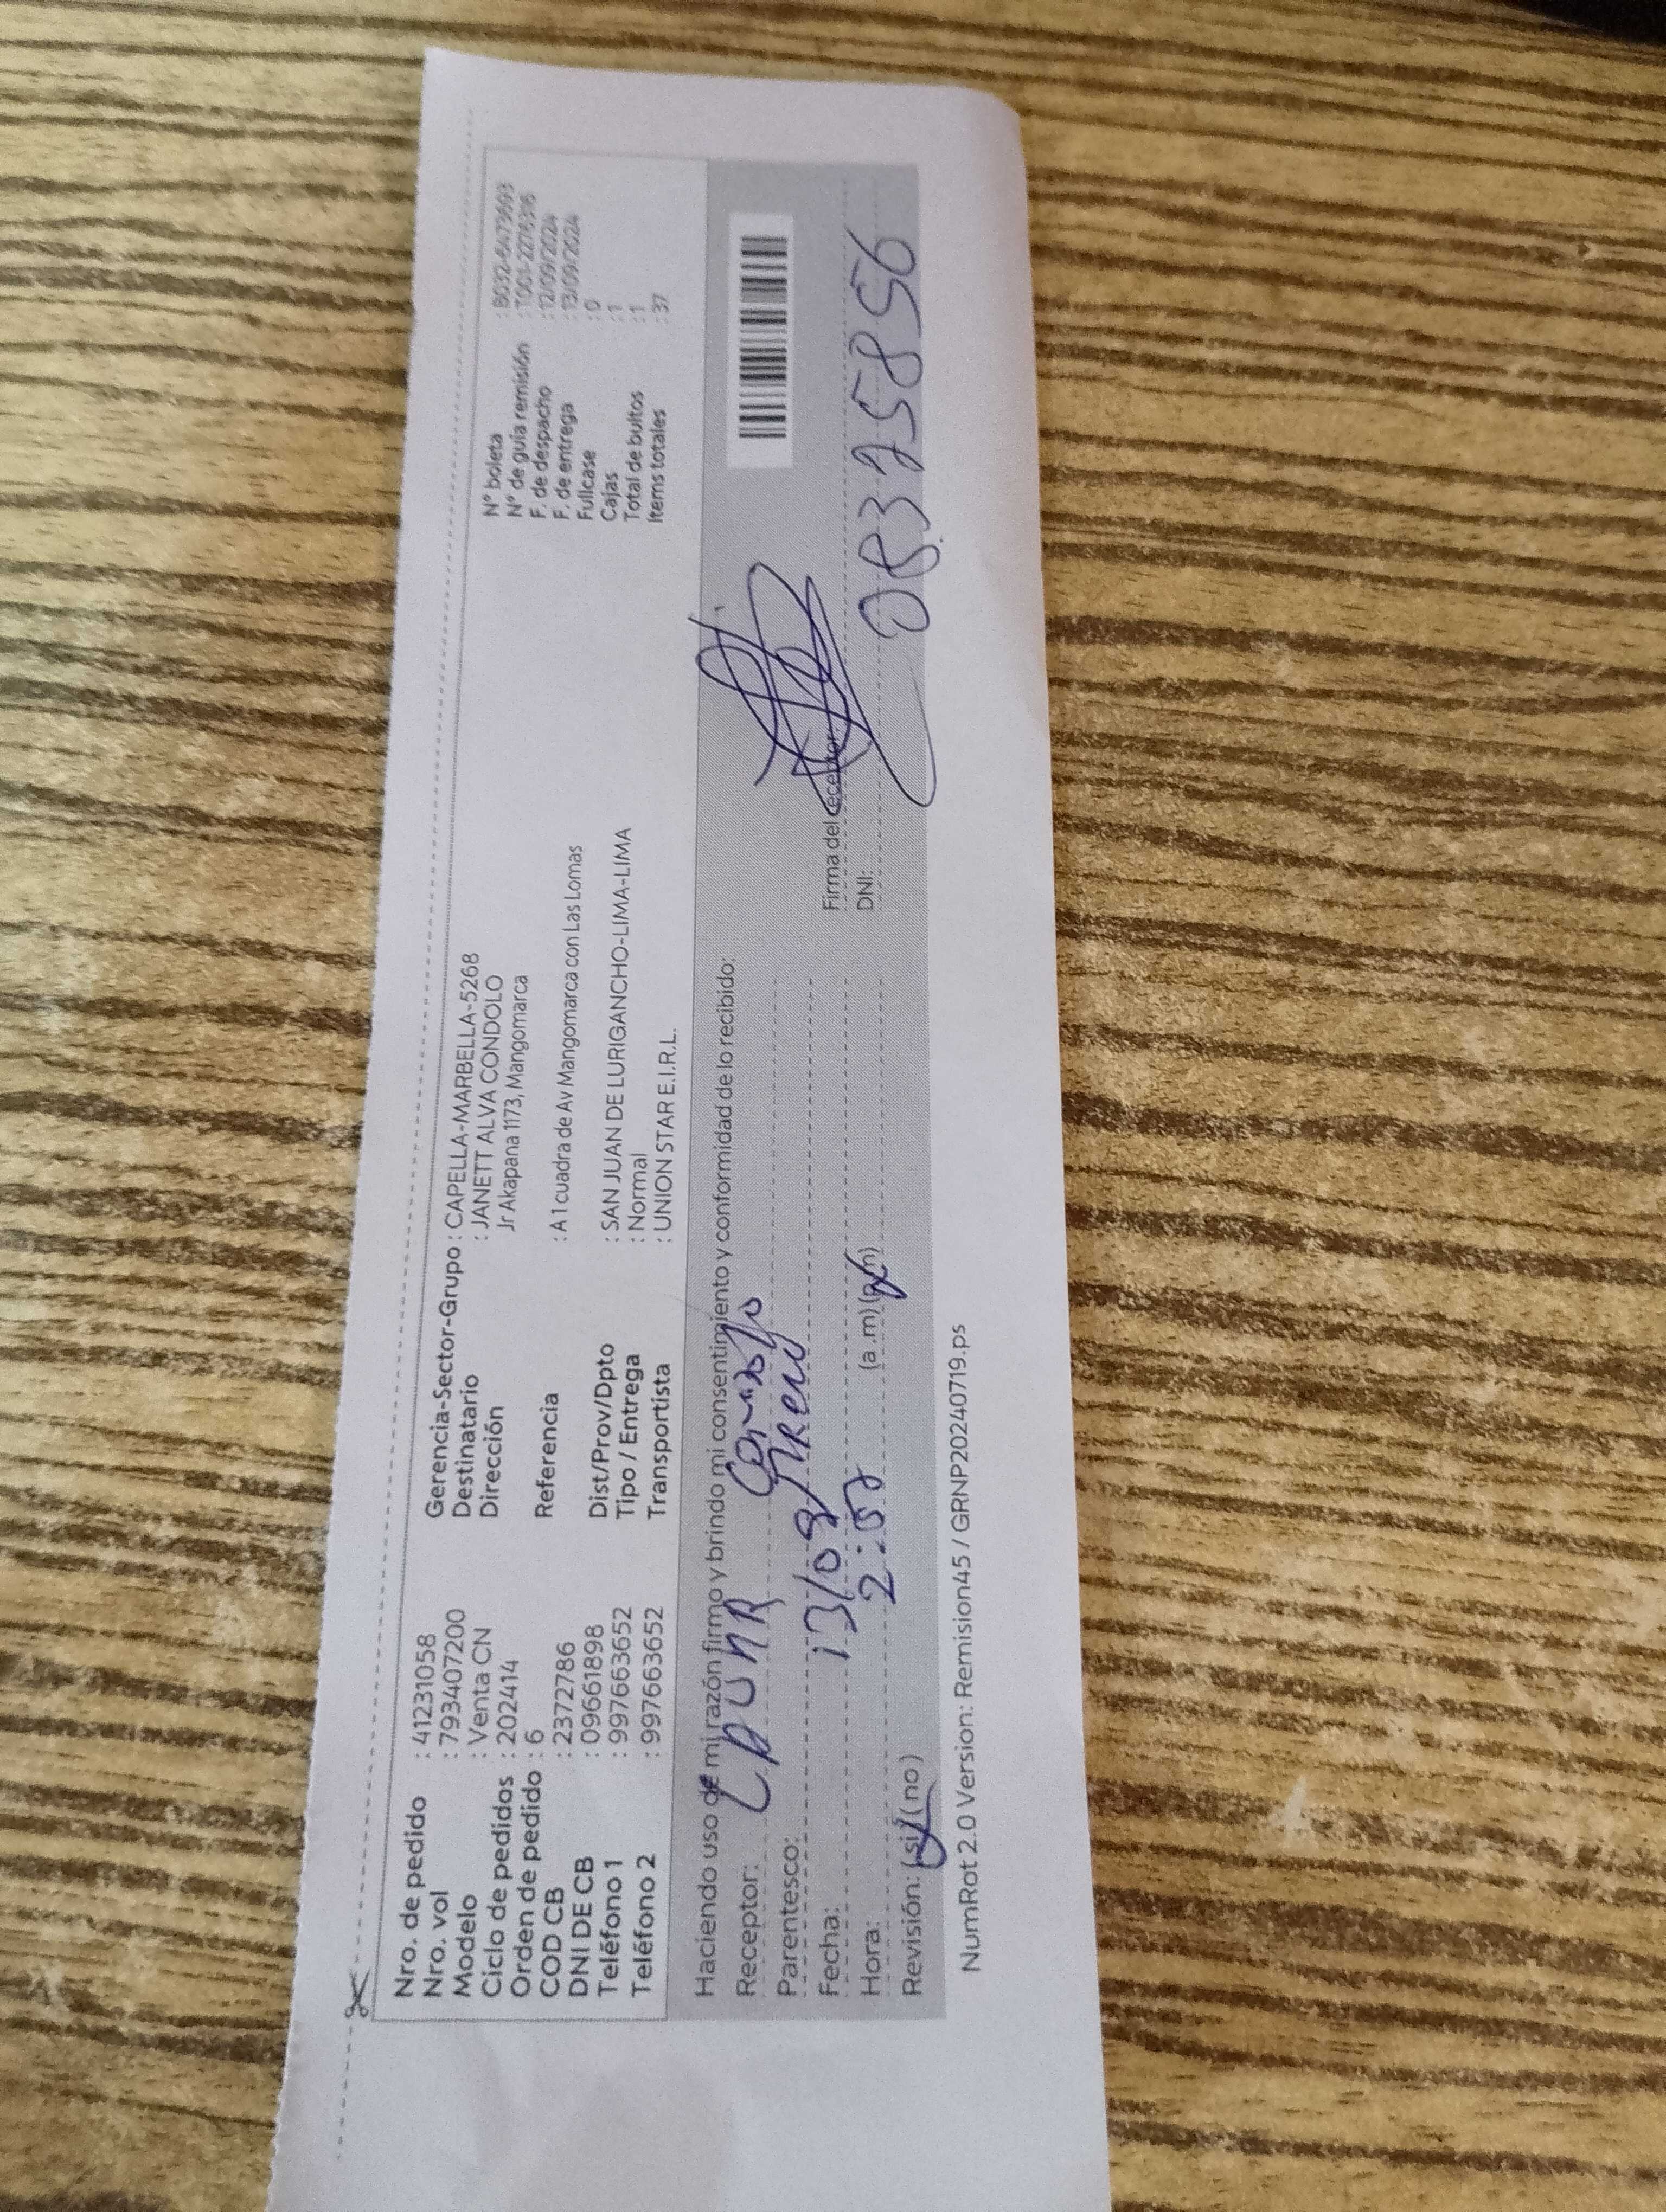 Nro. de pedido : 41231058
Nro. vol : 793407200
Modelo : Venta CN
Ciclo de pedidos : 202414
Orden de pedido : 6
COD CB : 2372786
DNI DE CB : 09661898
Teléfono 1 : 997663652
Teléfono 2 : 997663652
Gerencia-Sector-Grupo : CAPELLA-MARBELLA-5268
Destinatario : JANETT ALVA CONDOLO
Dirección Jr Akapana 1173, Mangomarca
Referencia : A 1 cuadra de Av Mangomarca con Las Lomas
Dist/Prov/Dpto : SAN JUAN DE LURIGANCHO-LIMA-LIMA
Tipo / Entrega : Normal
Transportista : UNION STAR E.I.R.L.
N° boleta
N° de guía remisión : T001-22716316
F. de despacho : 12/09/2024
F. de entrega : 13/09/2024
Fullcase : 0
Cajas : 1
Total de bultos : 1
Items totales : 37
Haciendo uso de mi razón firmo y brindo mi consentimiento y conformidad de lo recibido:
Receptor:
Parentesco:
Fecha: 13/09
Hora: 2: (a .m) (p.m)
Revisión: (si) (no)
Firma del receptor:
DNI:
NumRot 2.0 Version: Remision45 / GRNP20240719.ps